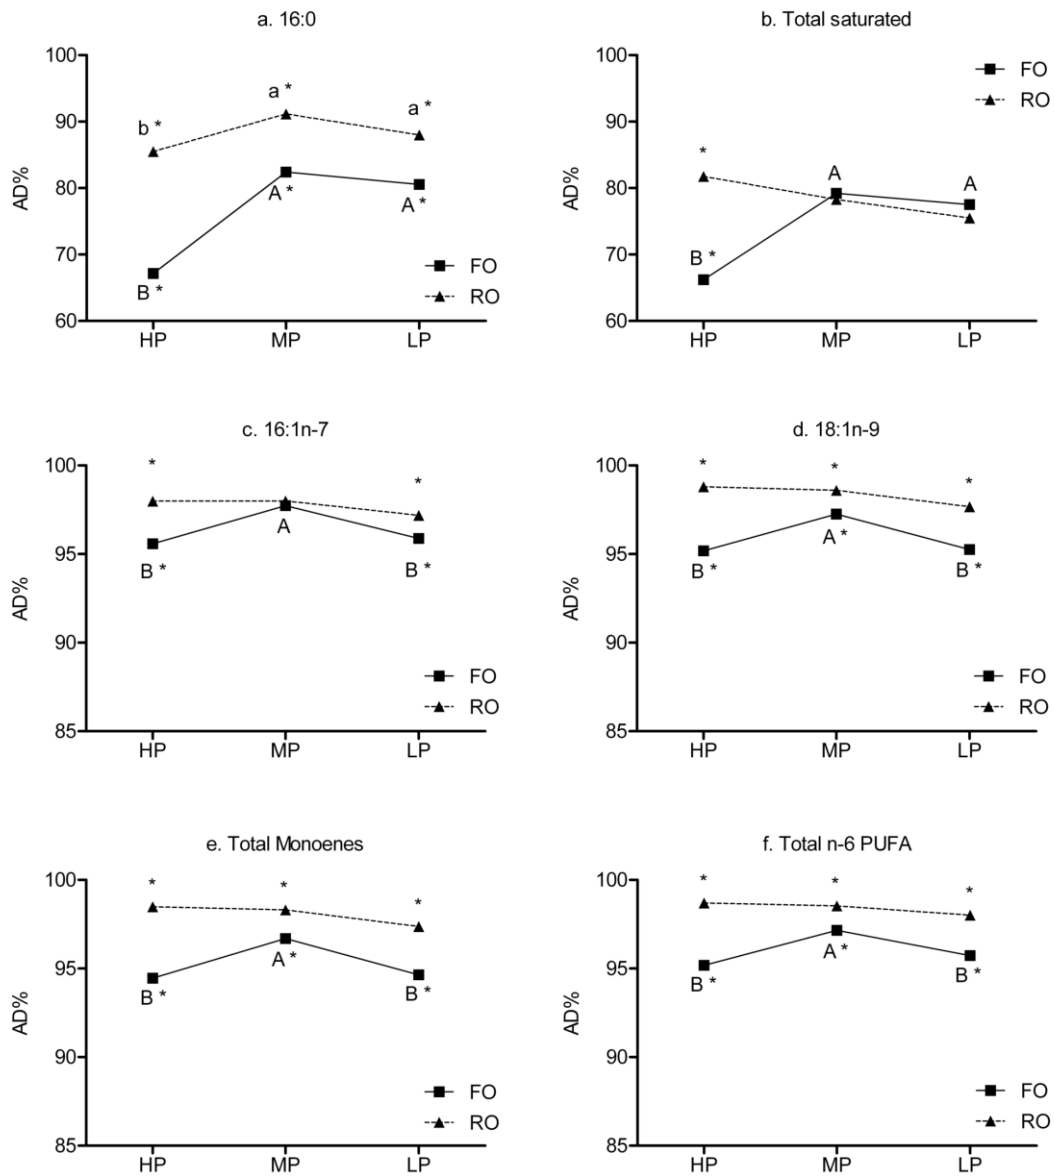 a. 16:0
100
90
80
70
60
AD%
b *
a *
a *
B *
A *
A *
FO
RO
HP MP LP
b. Total saturated
100
90
80
70
60
AD%
*
B *
A
A
FO
RO
HP MP LP
c. 16:1n-7
100
95
90
85
AD%
*
*
B *
A
B *
FO
RO
HP MP LP
d. 18:1n-9
100
95
90
85
AD%
*
*
*
B *
A *
B *
FO
RO
HP MP LP
e. Total Monoenes
100
95
90
85
AD%
*
*
*
B *
A *
B *
FO
RO
HP MP LP
f. Total n-6 PUFA
100
95
90
85
AD%
*
*
*
B *
A *
B *
FO
RO
HP MP LP